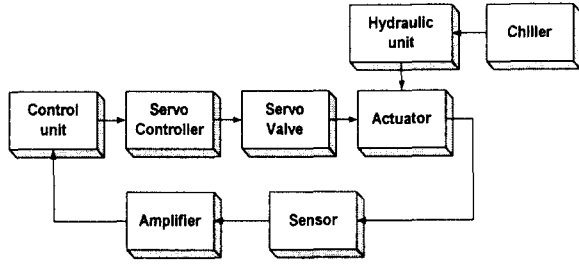 Hydraulic
unit
Chiller
Control
unit
Servo
Controller
Servo
Valve
Actuator
Amplifier
Sensor